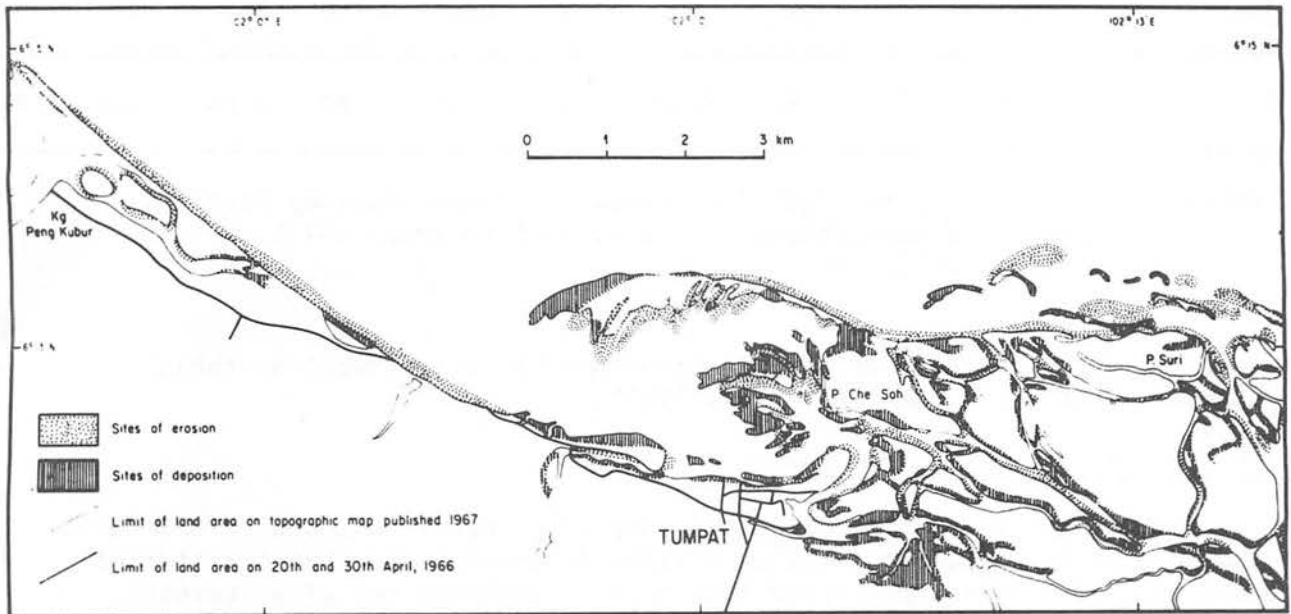 6° 15' N
0 1 2 3 km
Kg
Peng Kubur
P. Suri
P Che Soh
Sites of erosion
Sites of deposition
TUMPAT
Limit of land area on topographic map published 1967
Limit of land area on 20th and 30th April, 1966